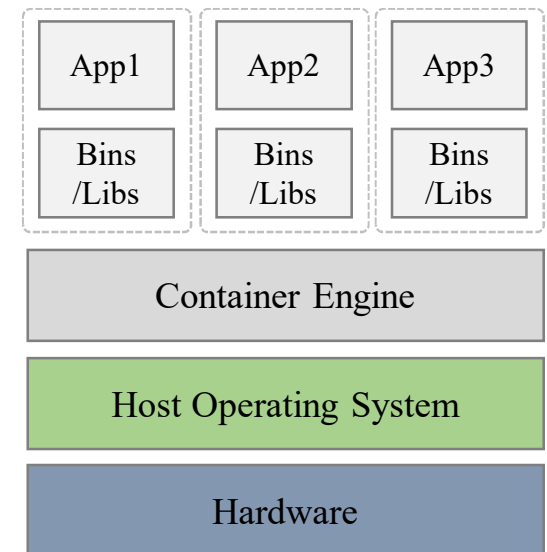 App1
App2
App3
Bins
/Libs
Bins
/Libs
Bins
/Libs
Container Engine
Host Operating System
Hardware